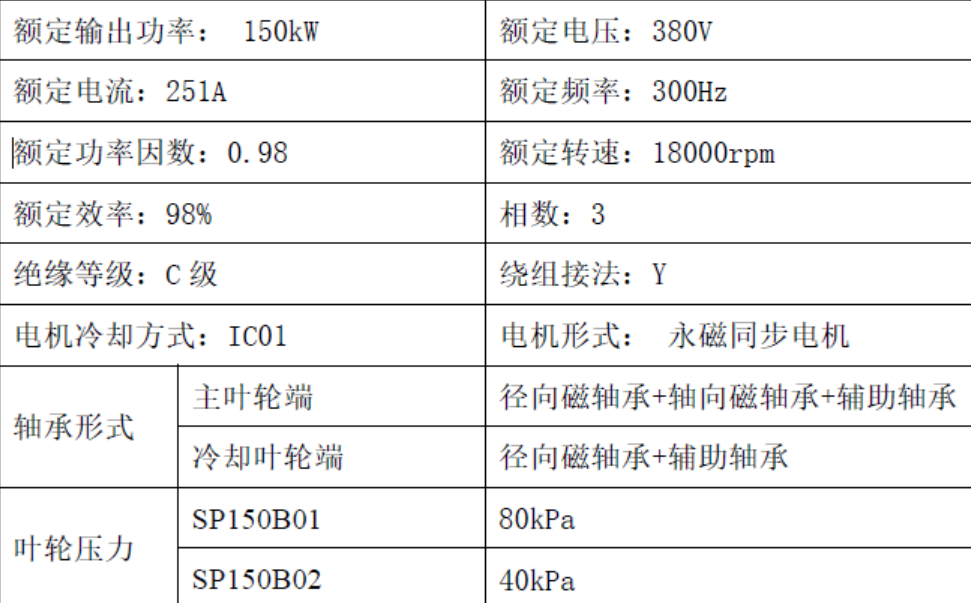 额定输出功率： 150kW
额定电压：380V
额定电流：251A
额定频率：300Hz
额定功率因数：0.98
额定转速：18000rpm
额定效率：98%
相数：3
绝缘等级：C 级
绕组接法：Y
电机冷却方式：IC01
电机形式： 永磁同步电机
轴承形式
主叶轮端
径向磁轴承+轴向磁轴承+辅助轴承
冷却叶轮端
径向磁轴承+辅助轴承
叶轮压力
SP150B01
80kPa
SP150B02
40kPa